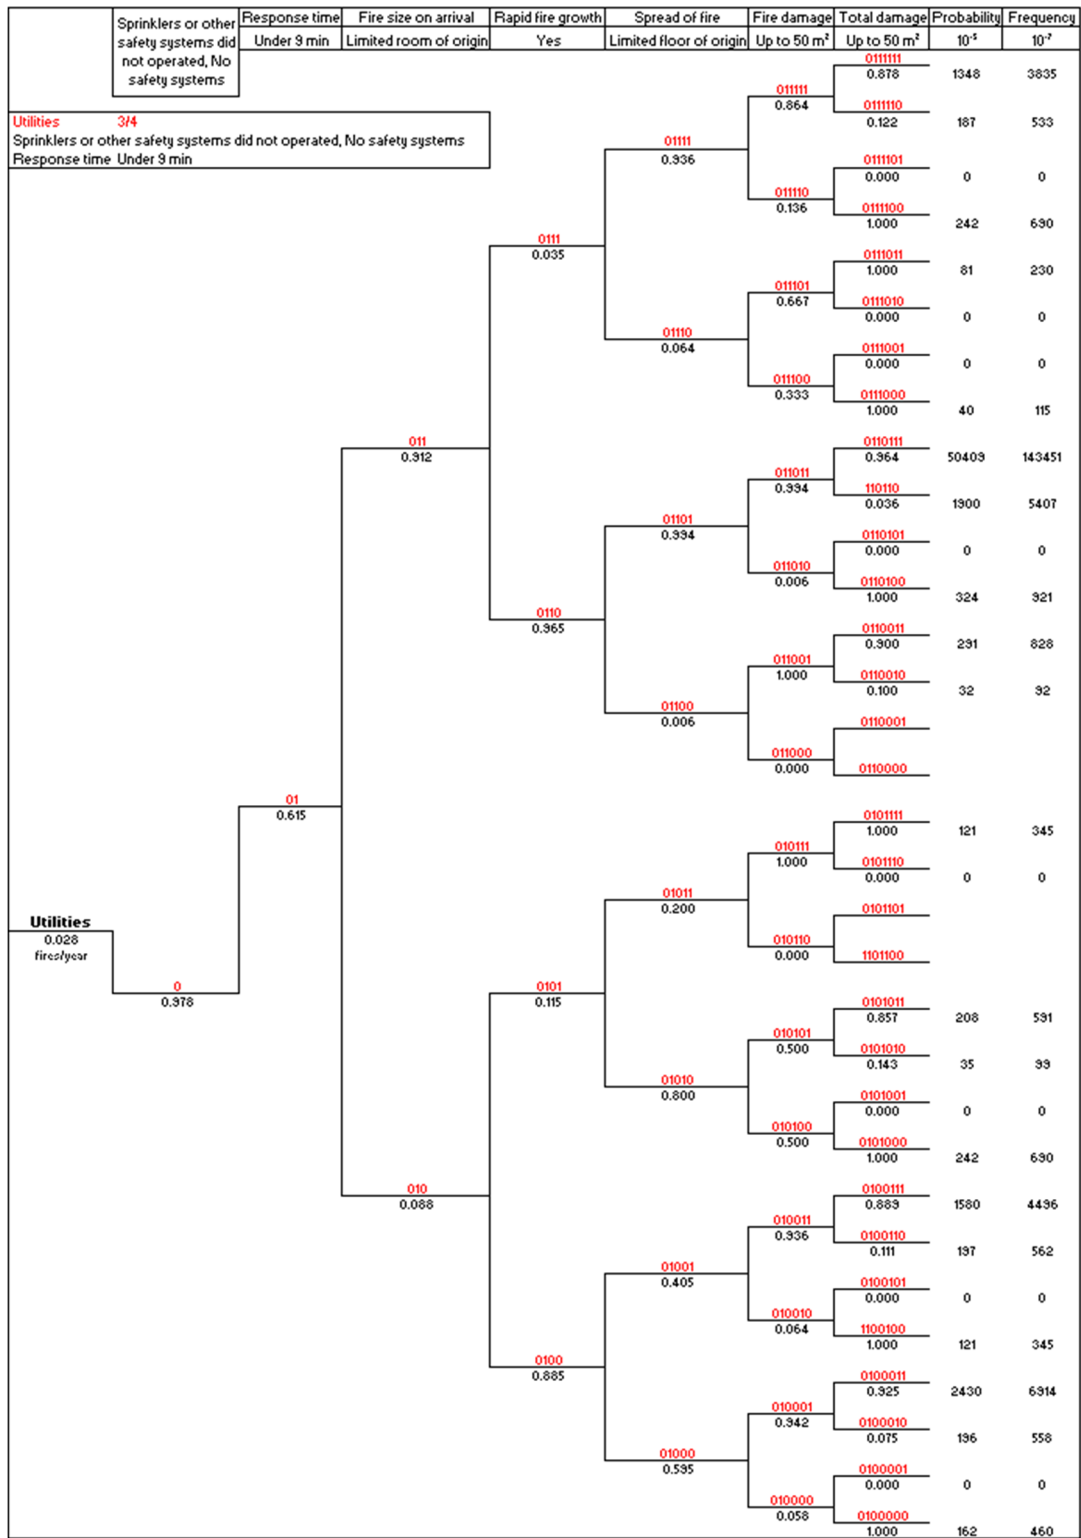 Sprinklers or other safety systems did not operated, No safety systems
Response time Fire size on arrival Rapid fire growth Spread of fire Fire damage Total damage Probability Frequency
Under 9 min Limited room of origin Yes Limited floor of origin Up to 50 m² Up to 50 m² 10⁻⁵ 10⁻⁷
Utilities 3/4
Sprinklers or other safety systems did not operated, No safety systems
Response time Under 9 min
0111111
0.878 1348 3835
011111
0.864
0111110
0.122 187 533
01111
0.936
0111101
0.000 0 0
011110
0.136
0111100
1.000 242 690
0111
0.035
0111011
1.000 81 230
011101
0.667
0111010
0.000 0 0
01110
0.064
0111001
0.000 0 0
011100
0.333
0111000
1.000 40 115
011
0.912
0110111
0.964 50409 143451
011011
0.994
110110
0.036 1900 5407
01101
0.994
0110101
0.000 0 0
011010
0.006
0110100
1.000 324 921
0110
0.965
0110011
0.900 291 828
011001
1.000
0110010
0.100 32 92
01100
0.006
0110001
011000
0.000
0110000
01
0.615
0101111
1.000 121 345
010111
1.000
0101110
0.000 0 0
01011
0.200
0101101
010110
0.000
1101100
Utilities
0.028
fires/year
0
0.978
0101
0.115
0101011
0.857 208 591
010101
0.500
0101010
0.143 35 99
01010
0.800
0101001
0.000 0 0
010100
0.500
0101000
1.000 242 690
010
0.088
0100111
0.889 1580 4496
010011
0.936
0100110
0.111 197 562
01001
0.405
0100101
0.000 0 0
010010
0.064
1100100
1.000 121 345
0100
0.885
0100011
0.925 2430 6914
010001
0.942
0100010
0.075 196 558
01000
0.595
0100001
0.000 0 0
010000
0.058
0100000
1.000 162 460